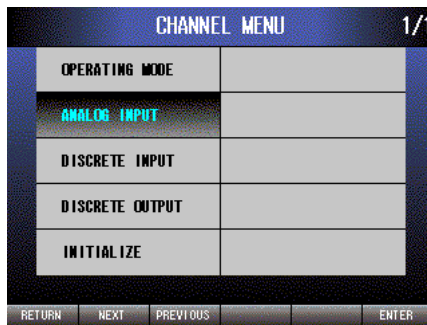 CHANNEL MENU 1/1
OPERATING MODE
ANALOG INPUT
DISCRETE INPUT
DISCRETE OUTPUT
INITIALIZE
RETURN NEXT PREVIOUS ENTER